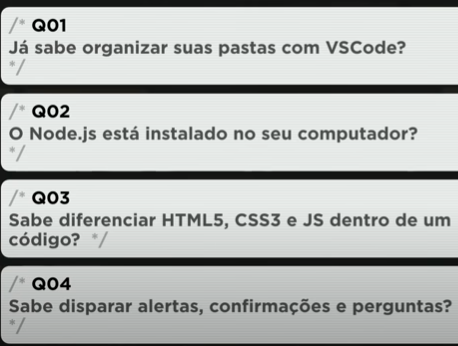 /* Q01
Já sabe organizar suas pastas com VSCode?
*/
/* Q02
O Node.js está instalado no seu computador?
*/
/* Q03
Sabe diferenciar HTML5, CSS3 e JS dentro de um
código? */
/* Q04
Sabe disparar alertas, confirmações e perguntas?
*/